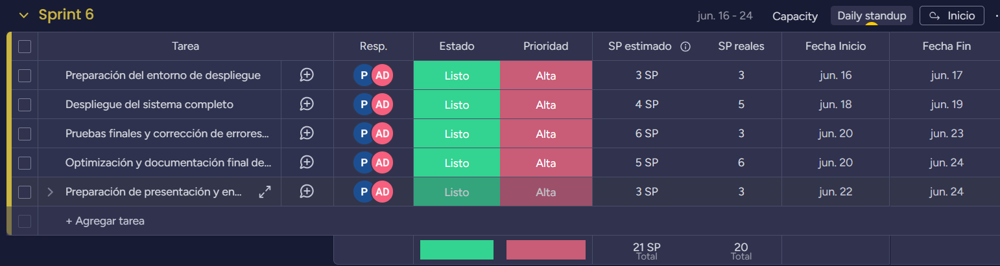 Sprint 6 jun. 16 - 24 Capacity Daily standup Inicio
Tarea Resp. Estado Prioridad SP estimado SP reales Fecha Inicio Fecha Fin
Preparación del entorno de despliegue P AD Listo Alta 3 SP 3 jun. 16 jun. 17
Despliegue del sistema completo P AD Listo Alta 4 SP 5 jun. 18 jun. 19
Pruebas finales y corrección de errores... P AD Listo Alta 6 SP 3 jun. 20 jun. 23
Optimización y documentación final de... P AD Listo Alta 5 SP 6 jun. 20 jun. 24
Preparación de presentación y en... P AD Listo Alta 3 SP 3 jun. 22 jun. 24
+ Agregar tarea
21 SP 20
Total Total